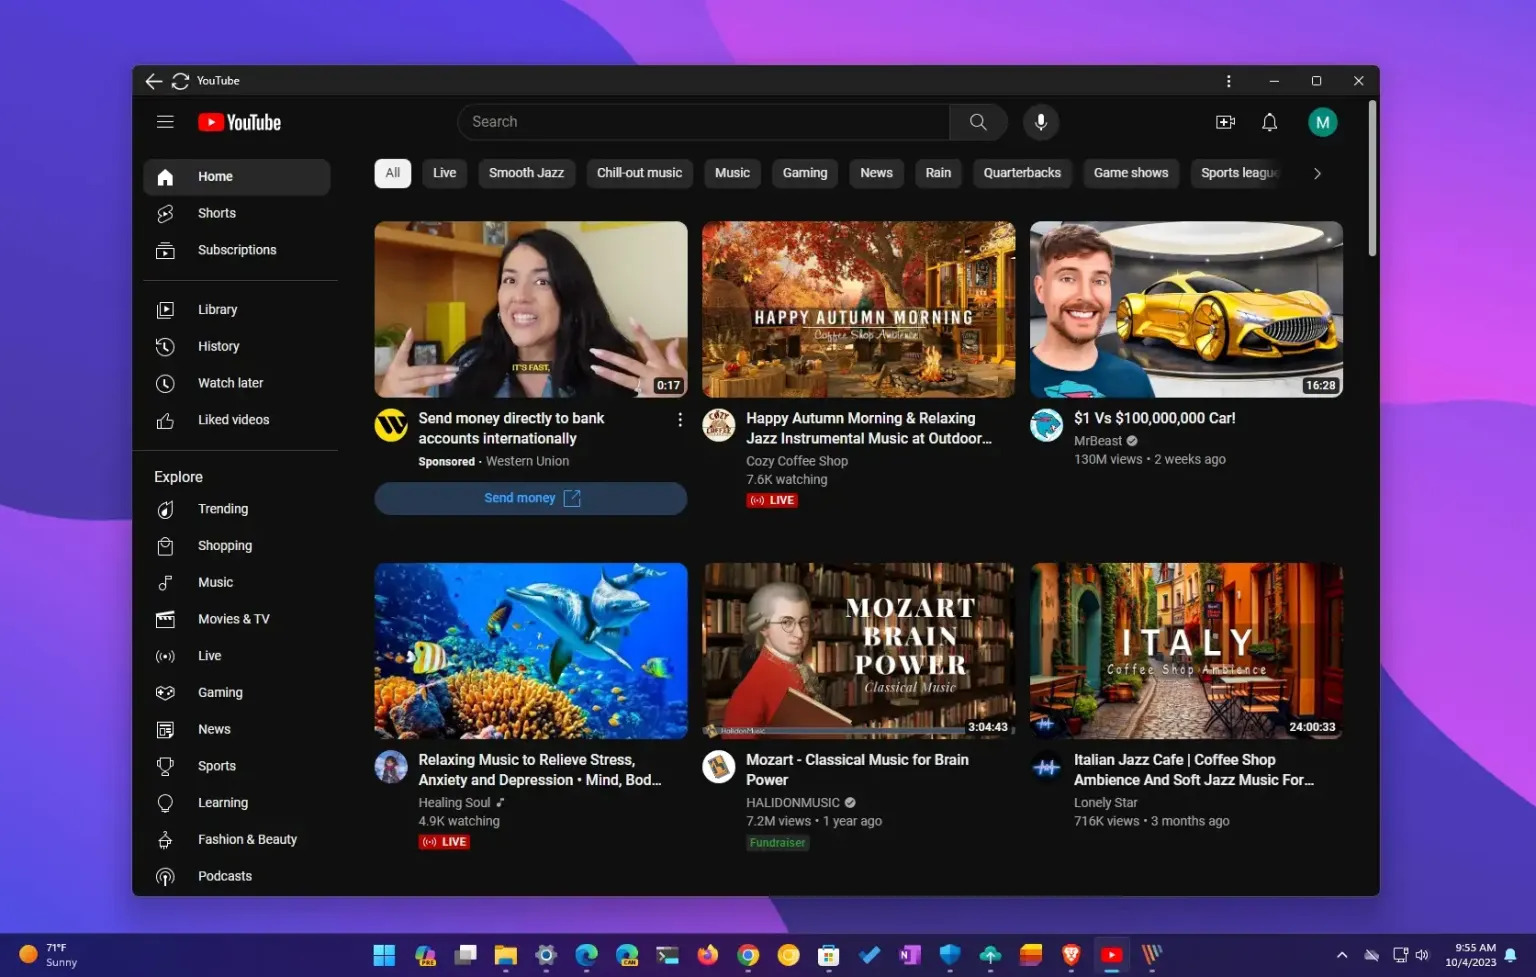 YouTube
YouTube
Search
M
Home
Shorts
Subscriptions
Library
History
Watch later
Liked videos
Explore
Trending
Shopping
Music
Movies & TV
Live
Gaming
News
Sports
Learning
Fashion & Beauty
Podcasts
All Live Smooth Jazz Chill-out music Music Gaming News Rain Quarterbacks Game shows Sports leagu
IT'S FAST,
0:17
Send money directly to bank
accounts internationally
Sponsored · Western Union
Send money
HAPPY AUTUMN MORNING
Coffee Shop Ambience
COZY
COFFEE
Happy Autumn Morning & Relaxing
Jazz Instrumental Music at Outdoor...
Cozy Coffee Shop
7.6K watching
LIVE
16:28
$1 Vs $100,000,000 Car!
MrBeast
130M views • 2 weeks ago
Relaxing Music to Relieve Stress,
Anxiety and Depression • Mind, Bod...
Healing Soul
4.9K watching
LIVE
MOZART
BRAIN
POWER
Classical Music
HalidonMusic
3:04:43
Mozart - Classical Music for Brain
Power
HALIDONMUSIC
7.2M views • 1 year ago
Fundraiser
ITALY
Coffee Shop Ambience
24:00:33
Italian Jazz Cafe | Coffee Shop
Ambience And Soft Jazz Music For...
Lonely Star
716K views • 3 months ago
71°F
Sunny
PRE
CAN
N
9:55 AM
10/4/2023